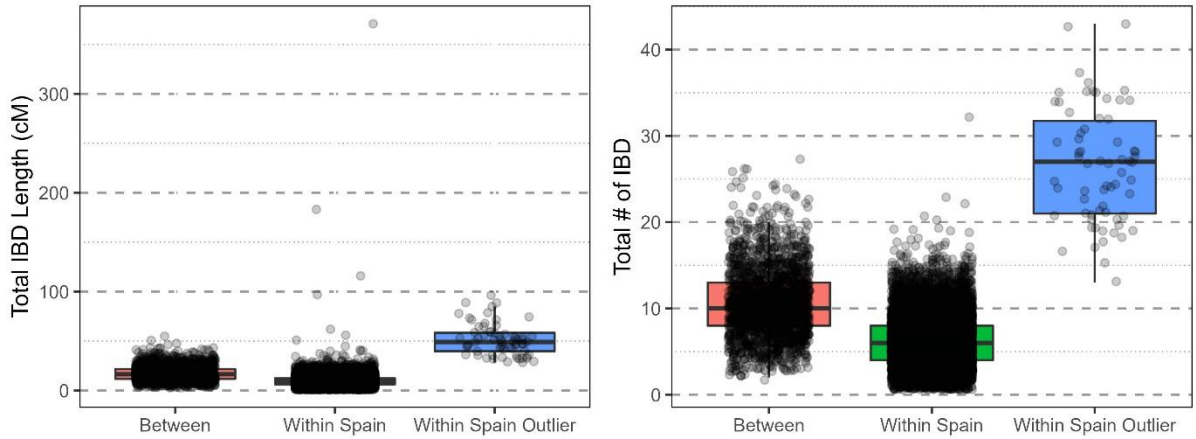 Total IBD Length (cM)
300
200
100
0
Between
Within Spain
Within Spain Outlier
Total # of IBD
40
30
20
10
0
Between
Within Spain
Within Spain Outlier